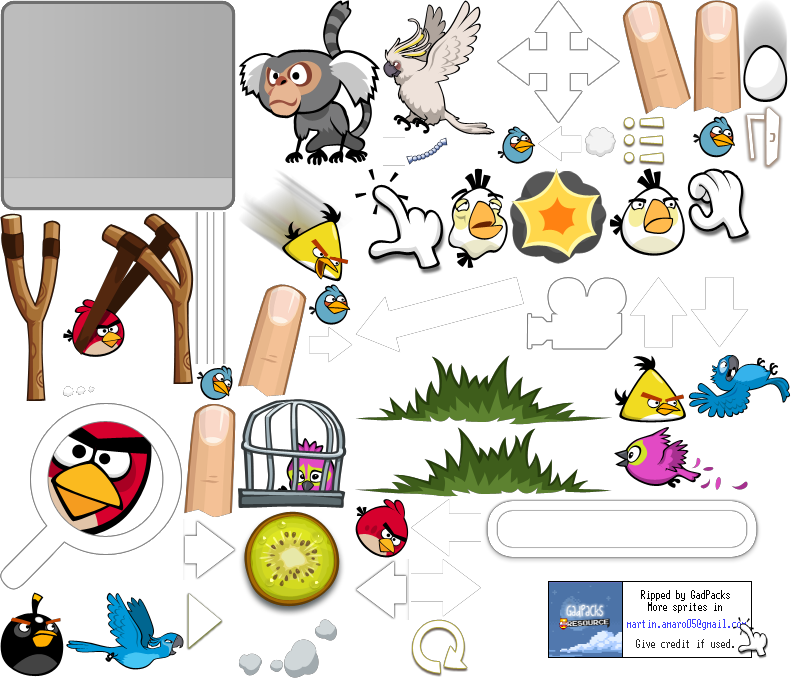 GadPacks
RESOURCE
Ripped by GadPacks
More sprites in
martin.amaro05@gmail.co
Give credit if used.